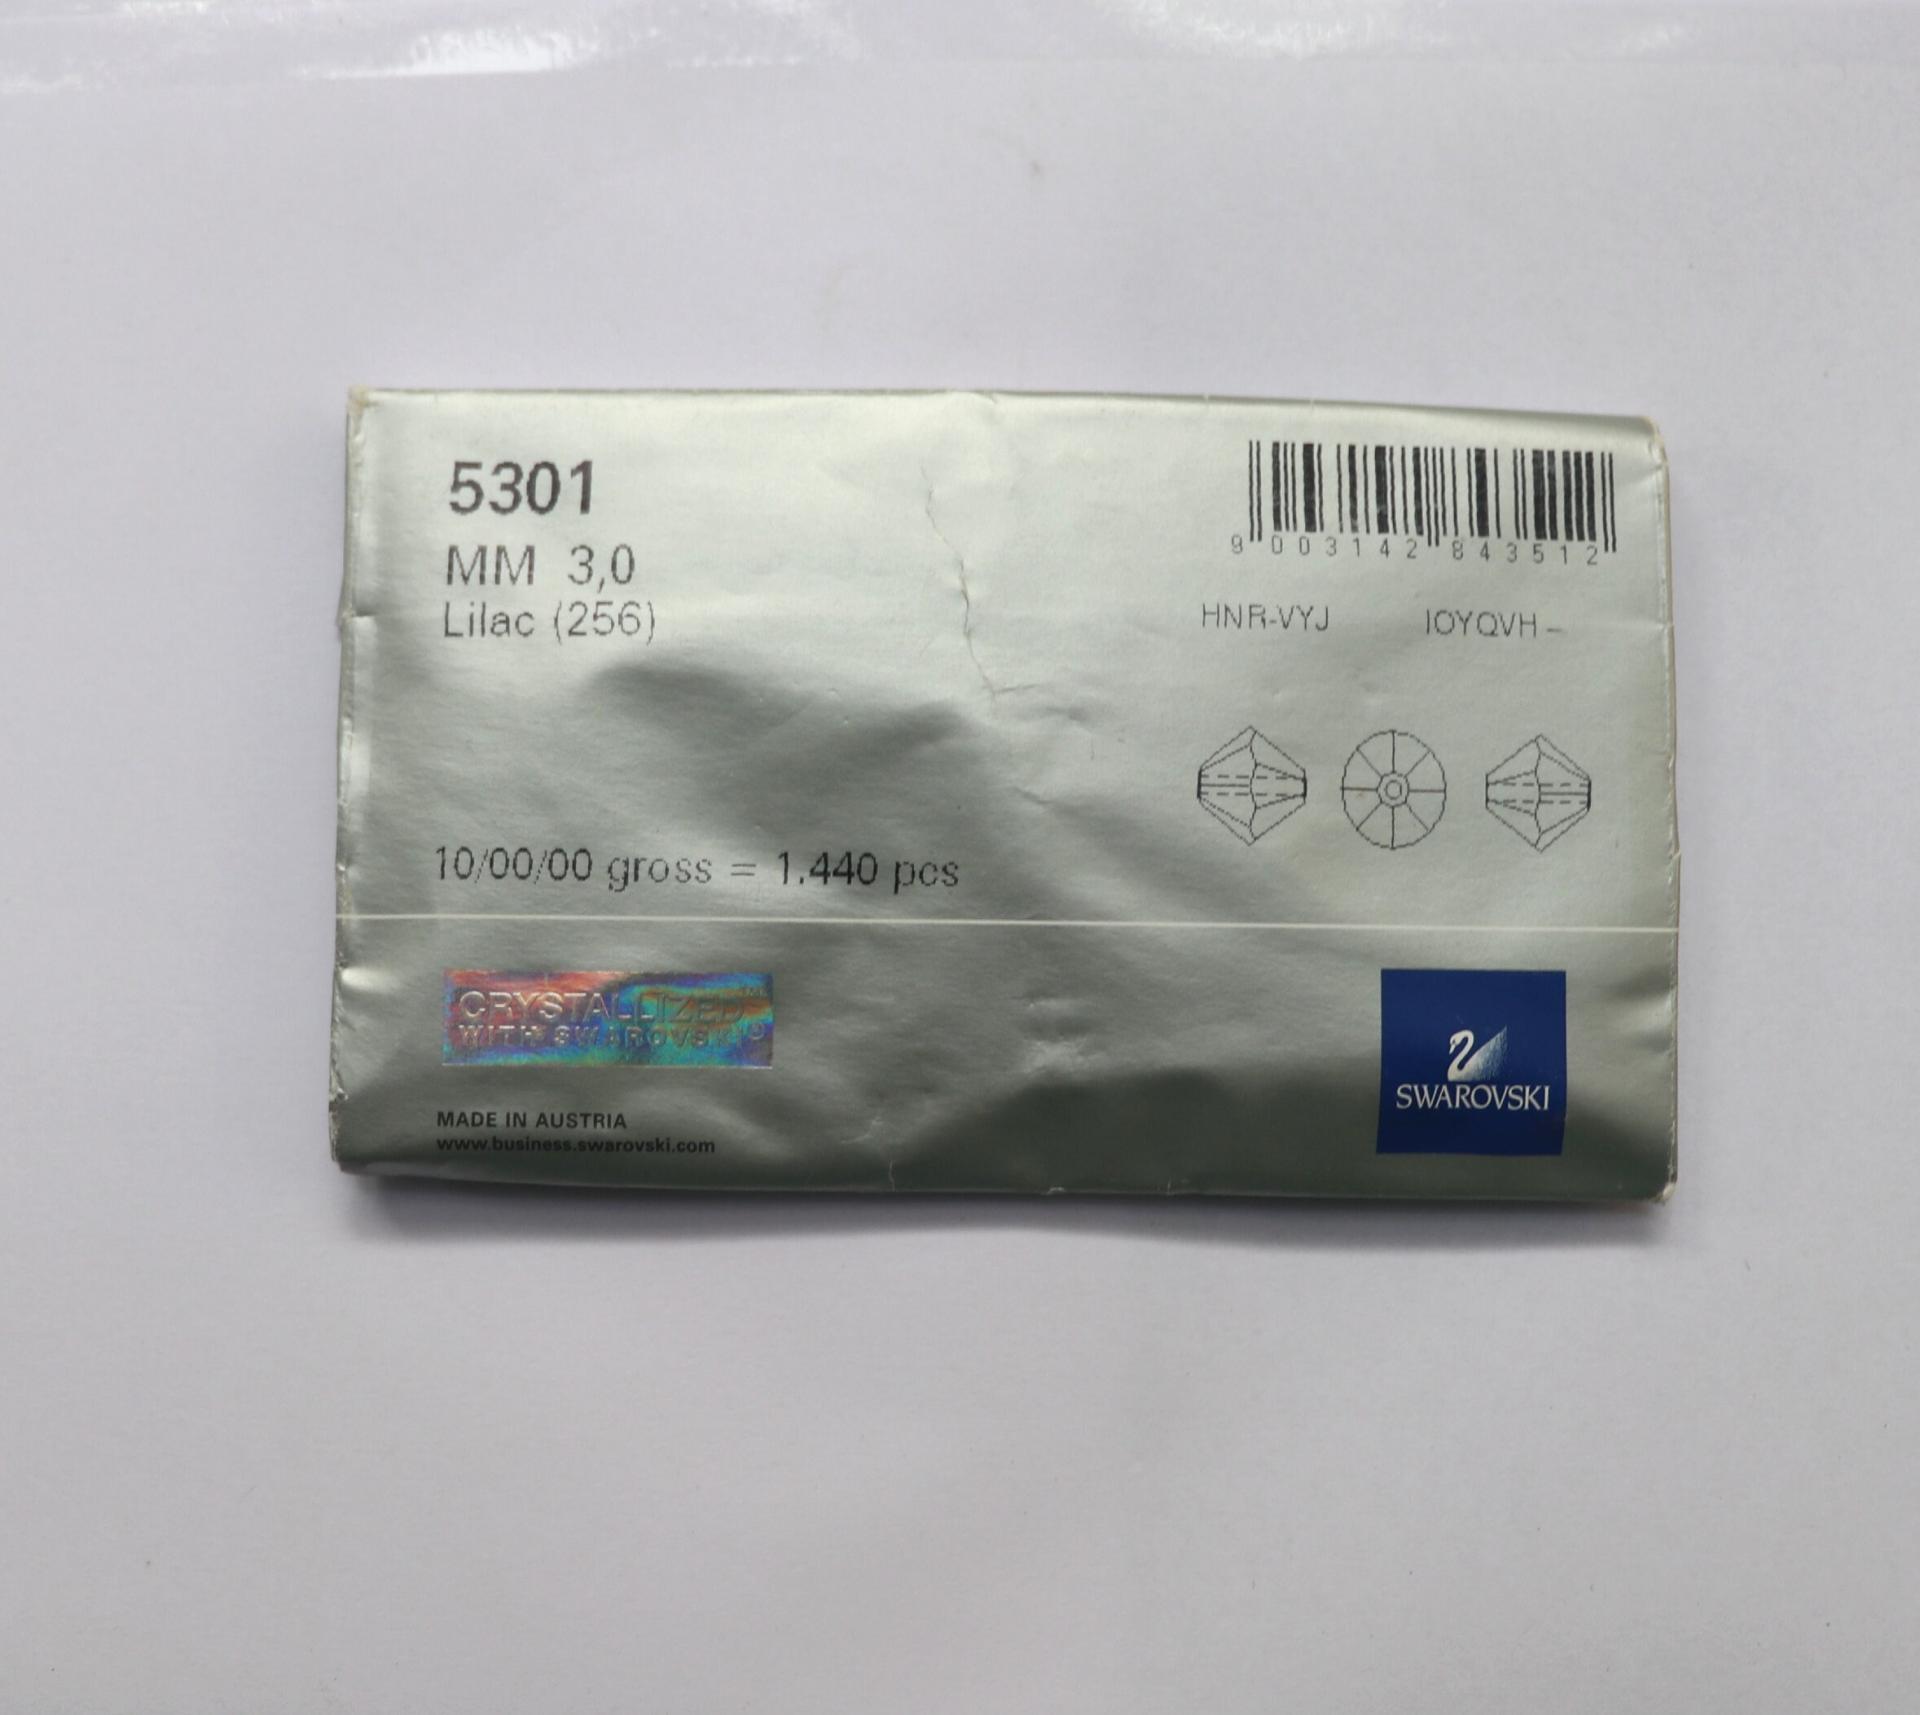 5301
MM 3,0
Lilac (256)
9 003142 843512
HNR-VYJ IOYQVH -
10/00/00 gross = 1.440 pcs
CRYSTALLIZED™
WITH SWAROVSKI
MADE IN AUSTRIA
www.business.swarovski.com
SWAROVSKI